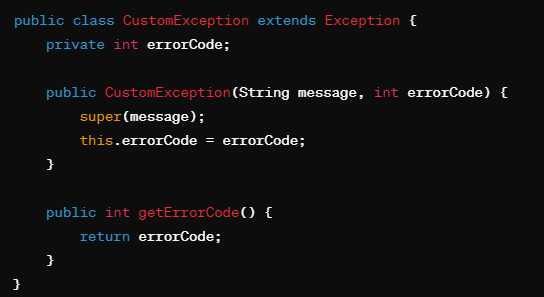 public class CustomException extends Exception {
    private int errorCode;

    public CustomException(String message, int errorCode) {
        super(message);
        this.errorCode = errorCode;
    }

    public int getErrorCode() {
        return errorCode;
    }
}